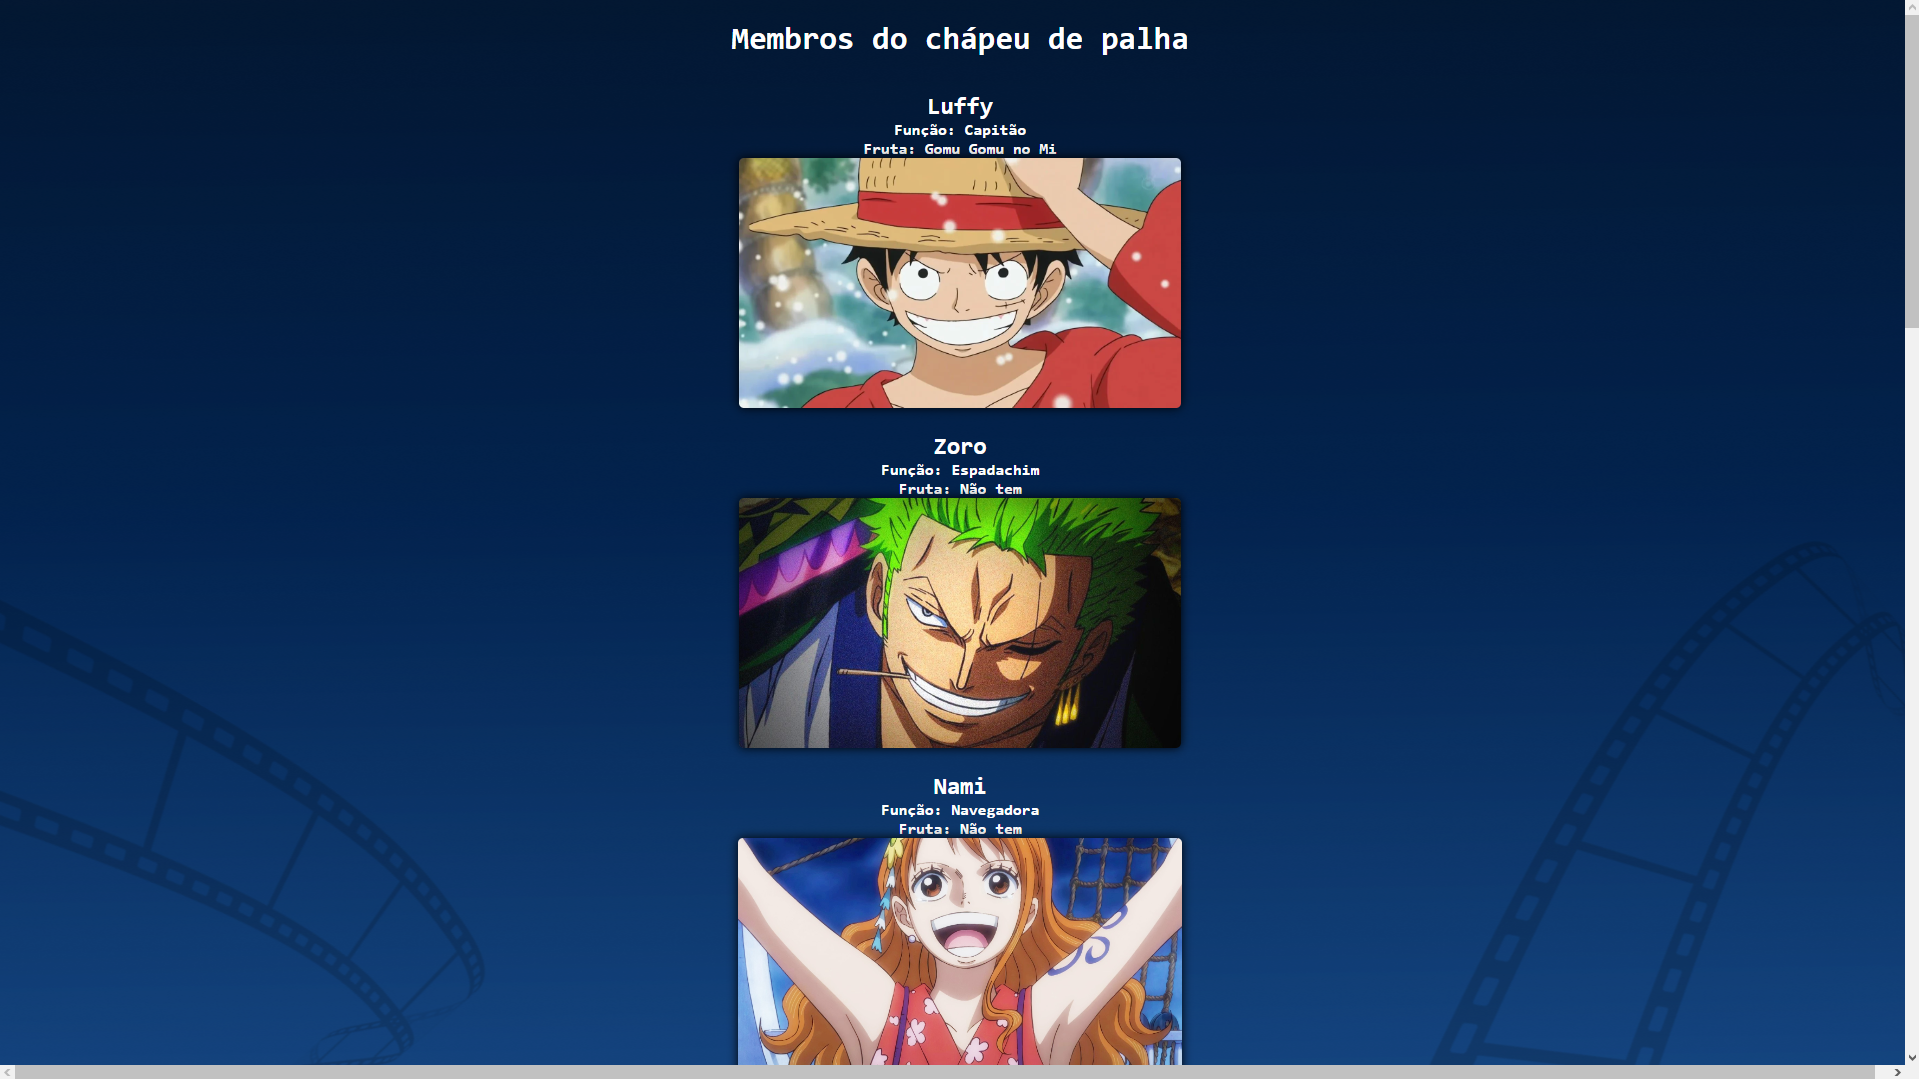 Membros do chápeu de palha
Luffy
Função: Capitão
Fruta: Gomu Gomu no Mi
Zoro
Função: Espadachim
Fruta: Não tem
Nami
Função: Navegadora
Fruta: Não tem